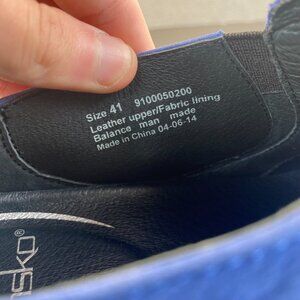 Size 41 9100050200
Leather upper/Fabric lining
Balance man made
Made in China 04-06-14